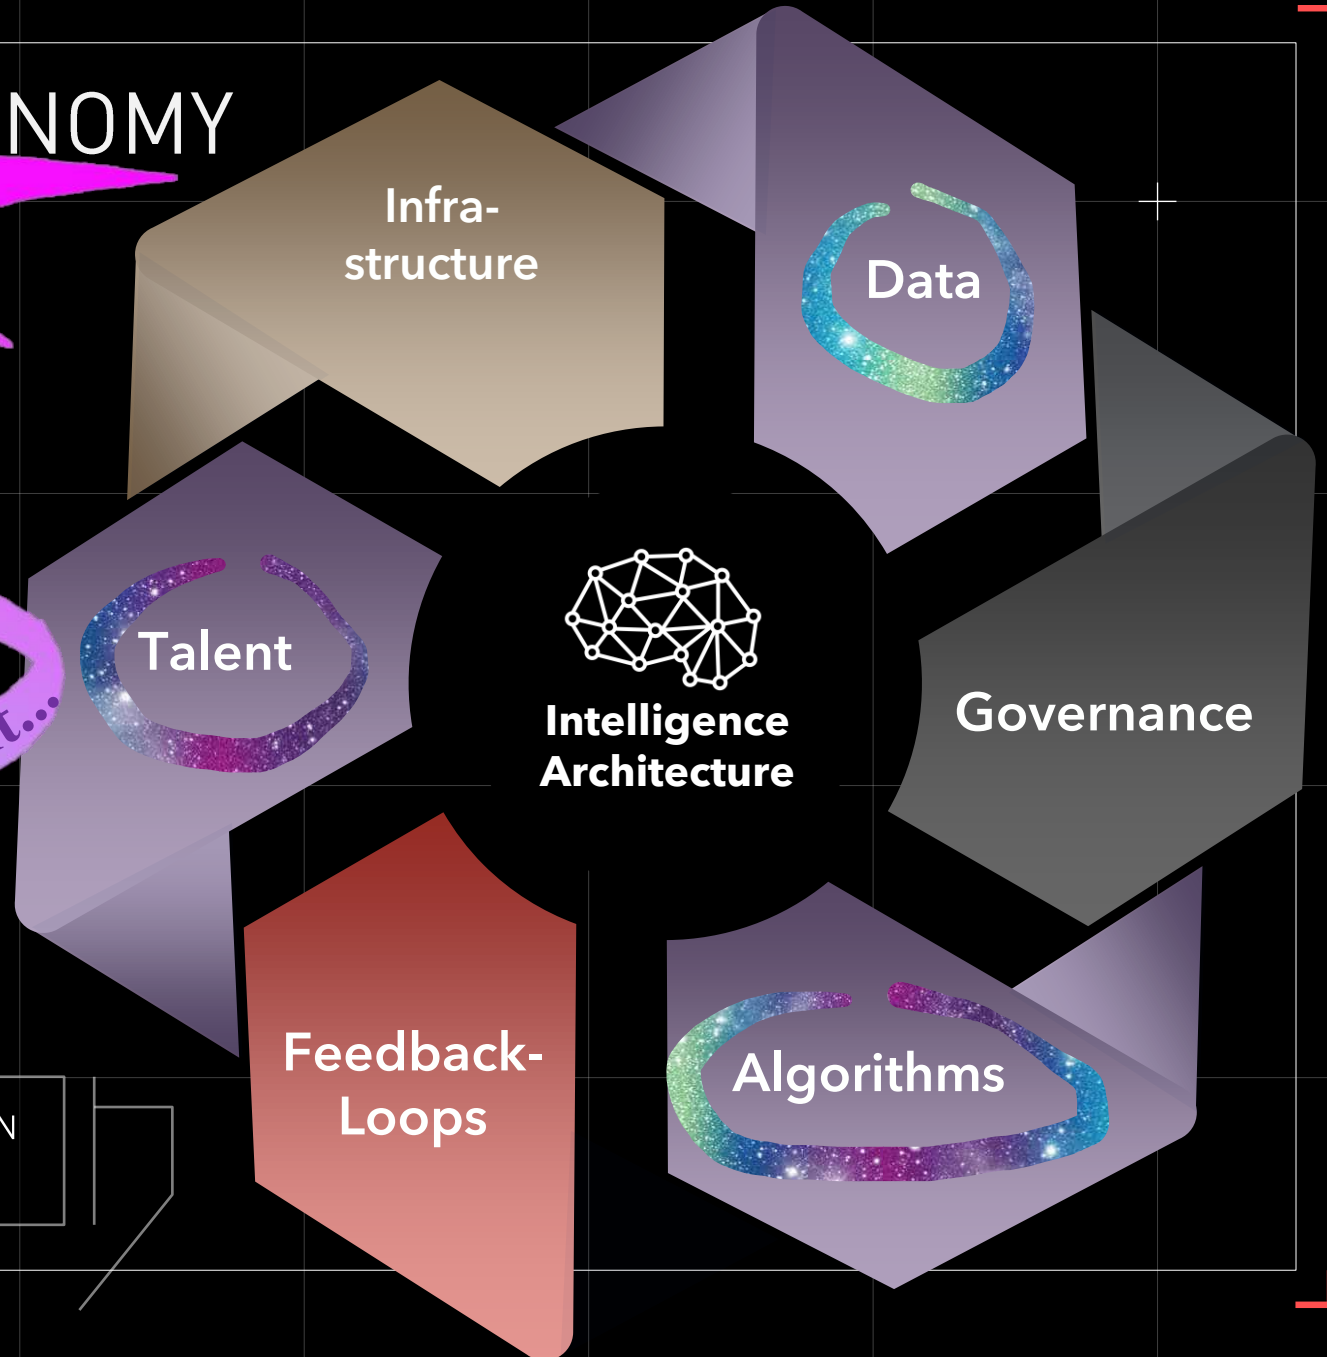 NOMY
Infra-
structure
Data
Talent
Intelligence
Architecture
Governance
Feedback-
Loops
Algorithms
N